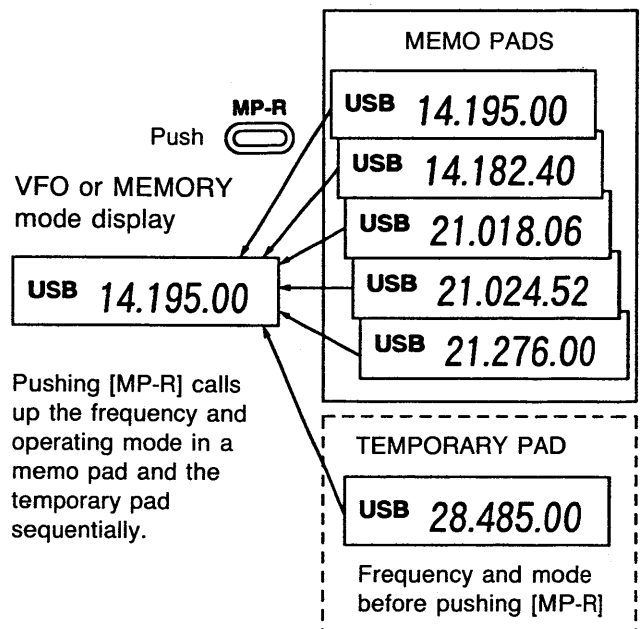 MEMO PADS
USB 14.195.00
USB 14.182.40
USB 21.018.06
USB 21.024.52
USB 21.276.00
MP-R
Push
VFO or MEMORY
mode display
USB 14.195.00
Pushing [MP-R] calls
up the frequency and
operating mode in a
memo pad and the
temporary pad
sequentially.
TEMPORARY PAD
USB 28.485.00
Frequency and mode
before pushing [MP-R]